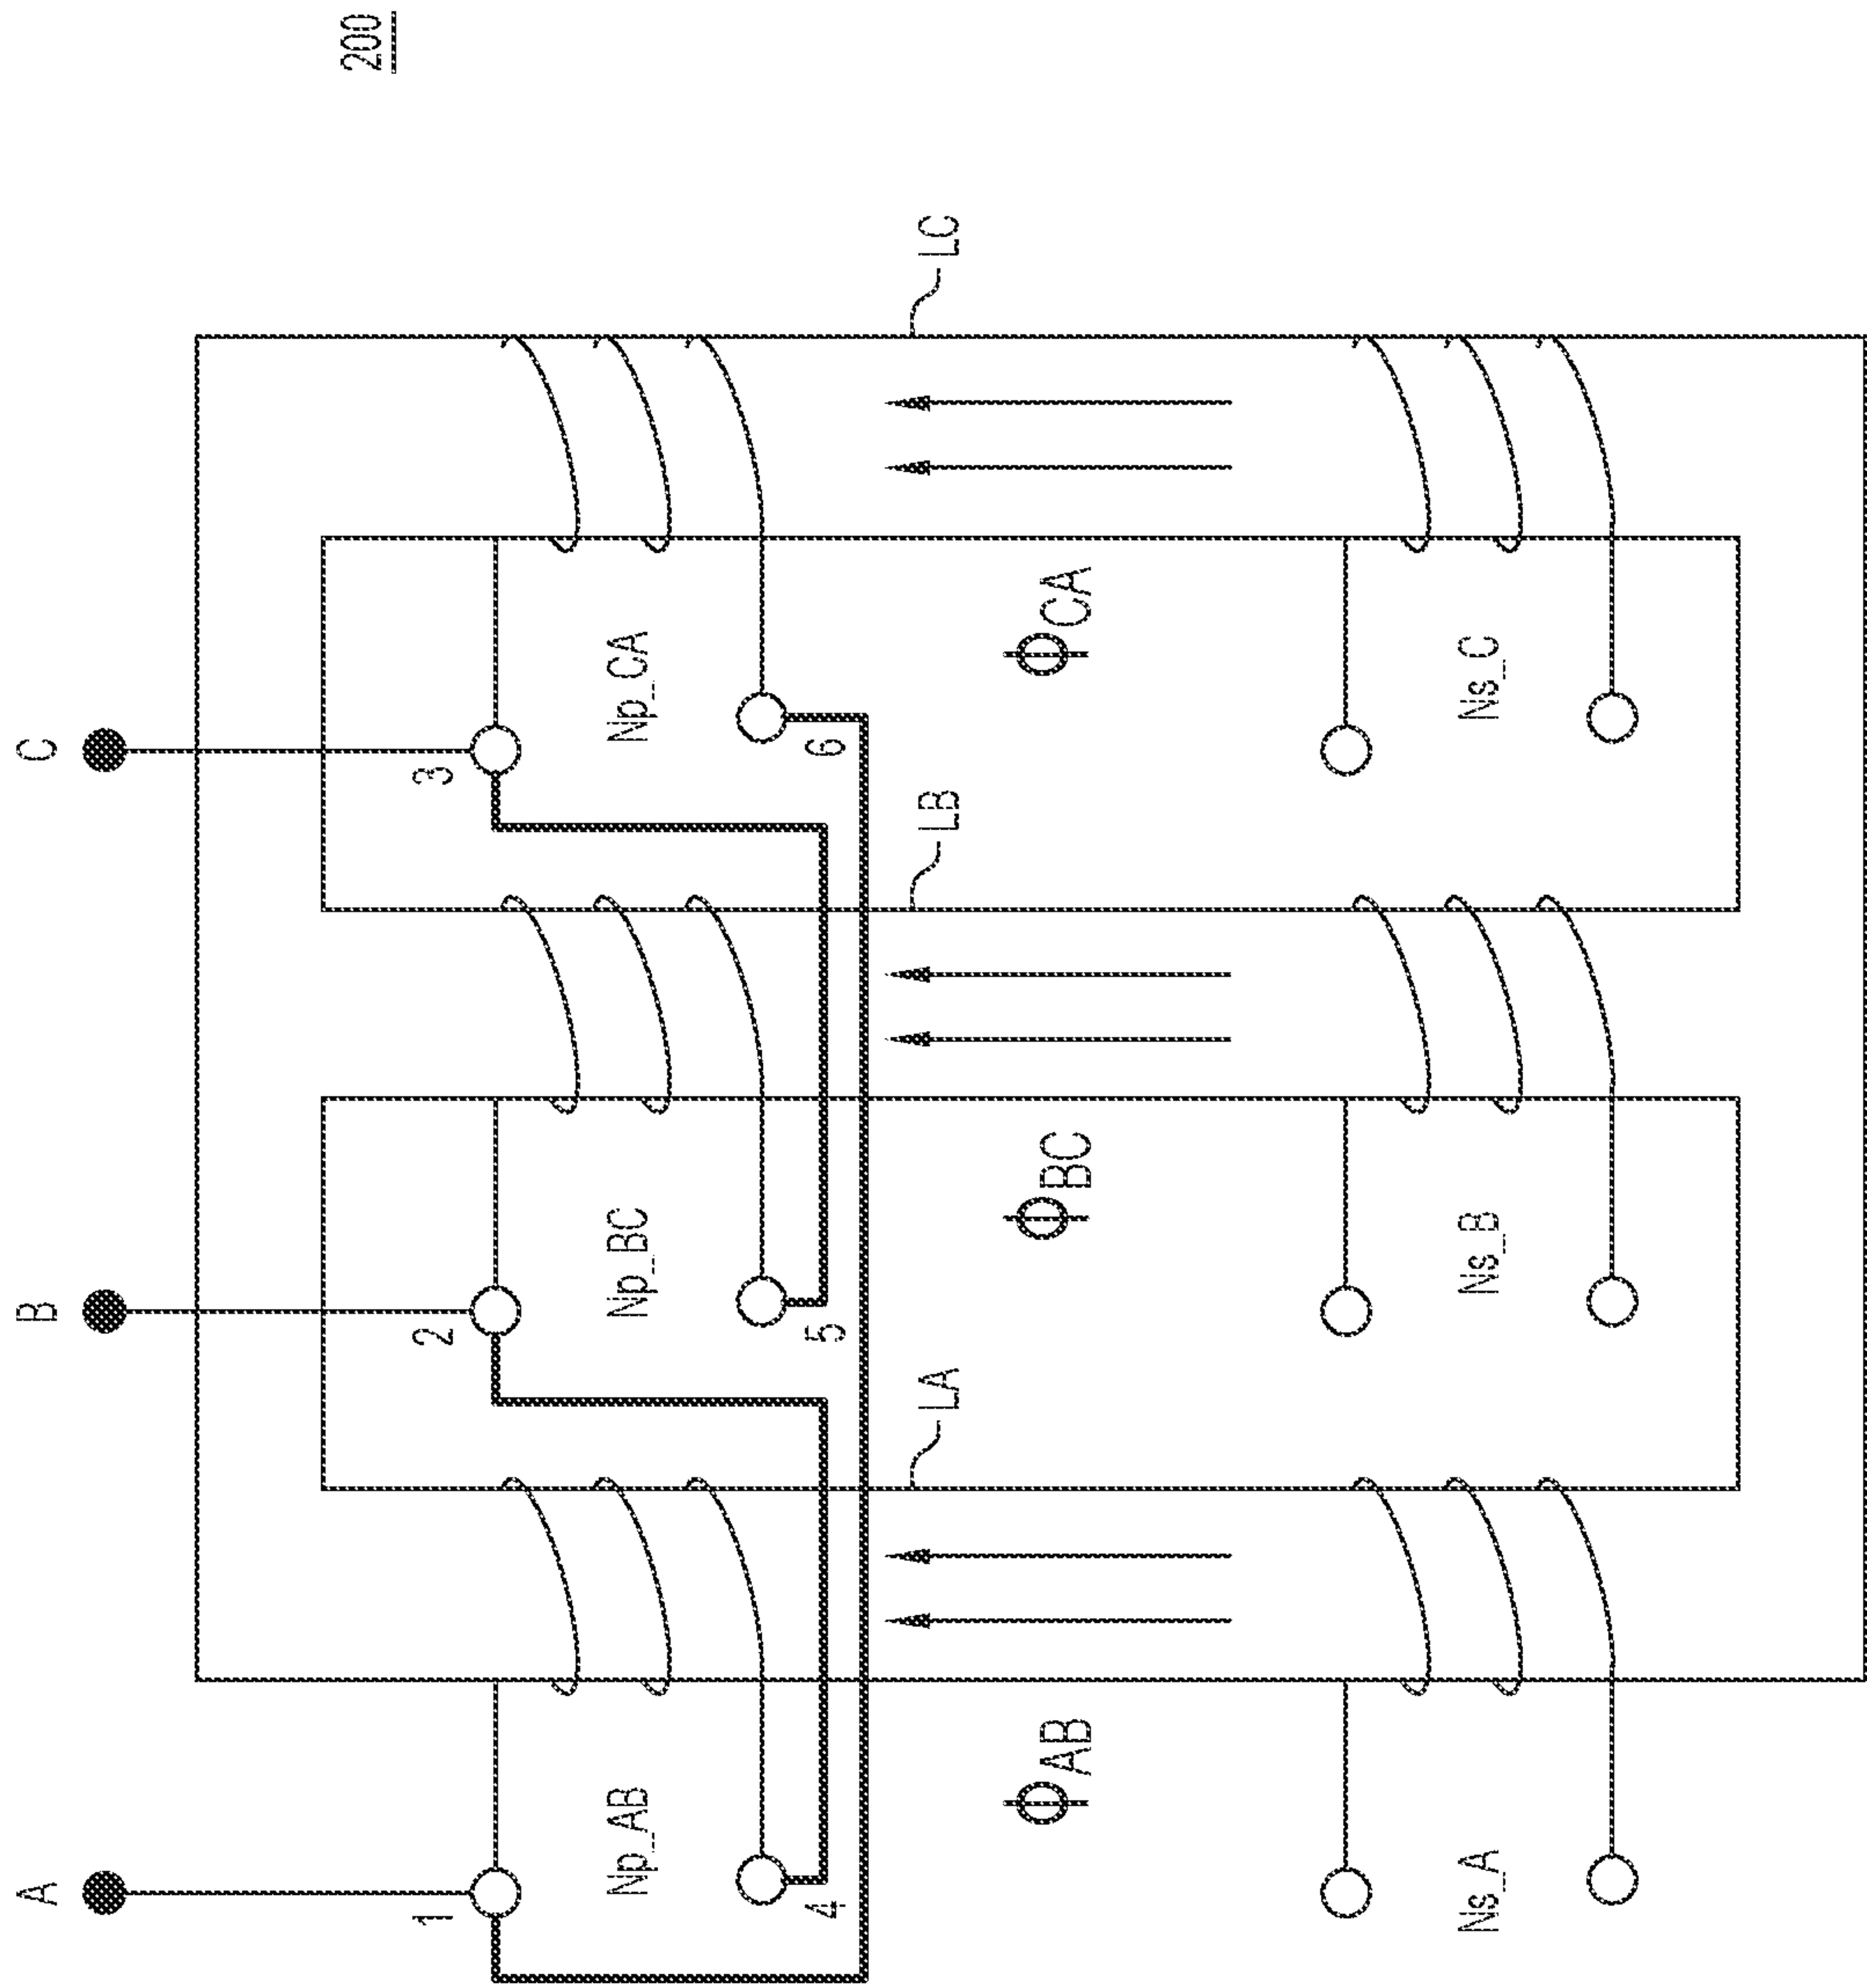 200
A
B
C
1
2
3
Np_AB
Np_BC
Np_CA
4
5
6
LA
LB
LC
ϕAB
ϕBC
ϕCA
Ns_A
Ns_B
Ns_C